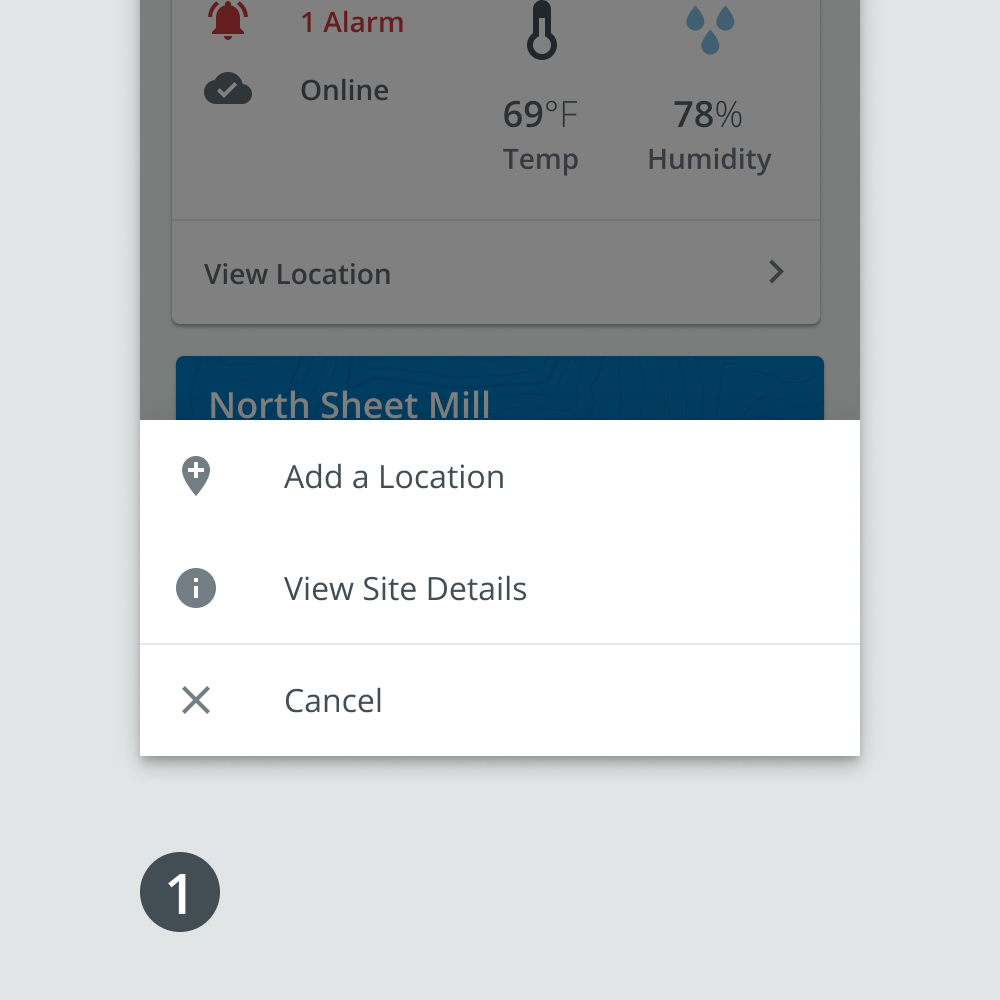 1 Alarm
Online
69°F
78%
Temp
Humidity
View Location
North Sheet Mill
Add a Location
View Site Details
Cancel
1